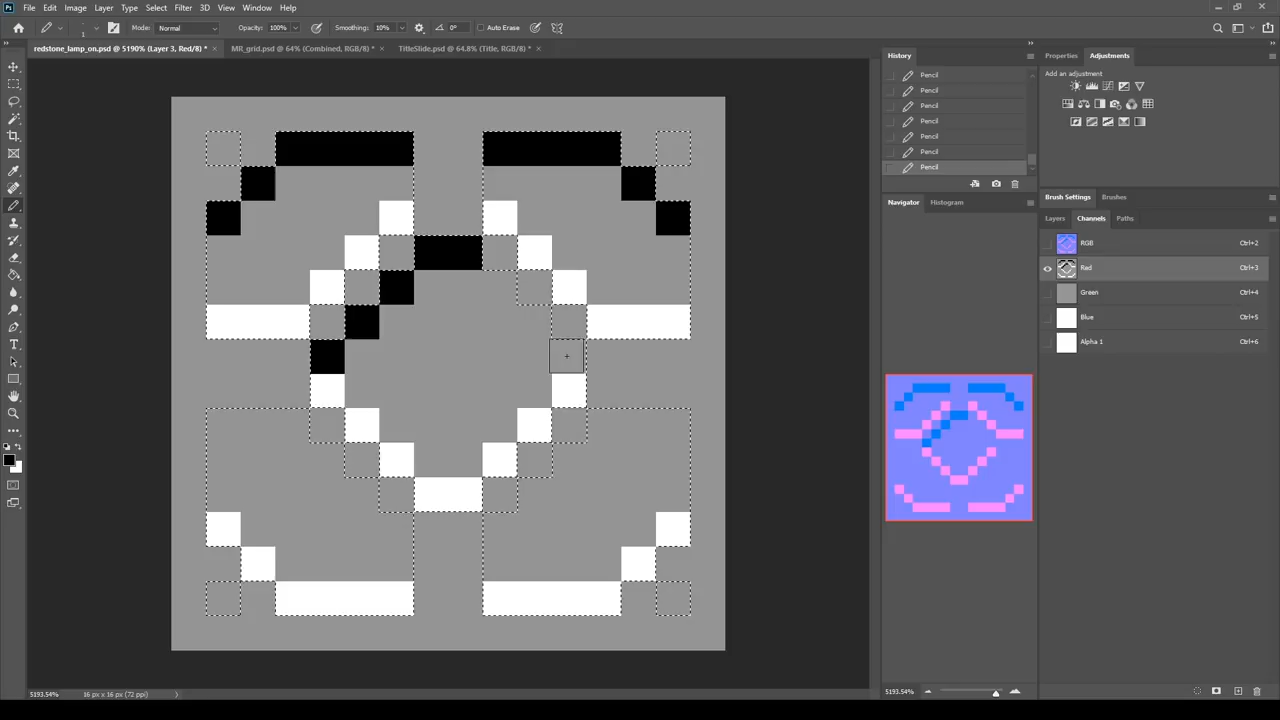 Ps File Edit Image Layer Type Select Filter 3D View Window Help
1 Mode: Normal Opacity: 100% Smoothing: 10% 0° Auto Erase
redstone_lamp_on.psd @ 5190% (Layer 3, Red/8) * × MR_grid.psd @ 64% (Combined, RGB/8) * × TitleSlide.psd @ 64.8% (Title, RGB/8) * ×
History
Pencil
Pencil
Pencil
Pencil
Pencil
Pencil
Pencil
Navigator Histogram
5193.54%
Properties Adjustments
Add an adjustment
Brush Settings Brushes
Layers Channels Paths
RGB Ctrl+2
Red Ctrl+3
Green Ctrl+4
Blue Ctrl+5
Alpha 1 Ctrl+6
5193.54% 16 px x 16 px (72 ppi)